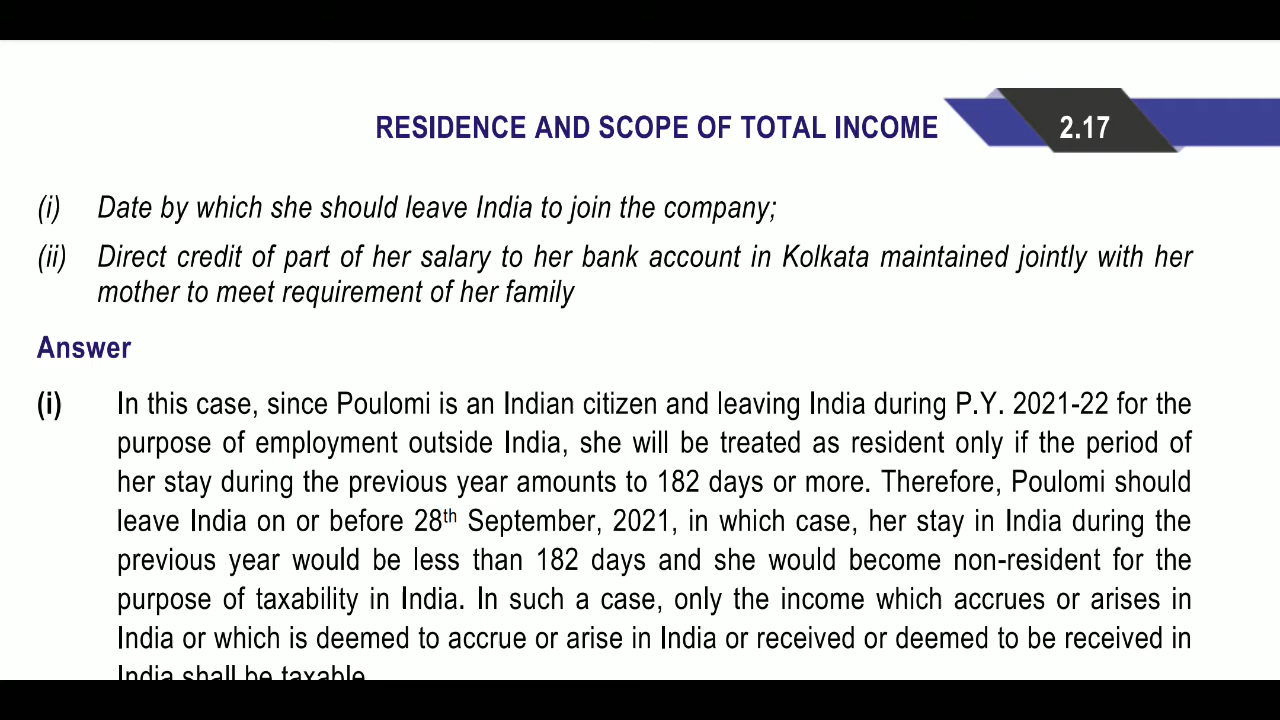 RESIDENCE AND SCOPE OF TOTAL INCOME 2.17
(i) Date by which she should leave India to join the company;
(ii) Direct credit of part of her salary to her bank account in Kolkata maintained jointly with her
mother to meet requirement of her family
Answer
(i) In this case, since Poulomi is an Indian citizen and leaving India during P.Y. 2021-22 for the
purpose of employment outside India, she will be treated as resident only if the period of
her stay during the previous year amounts to 182 days or more. Therefore, Poulomi should
leave India on or before 28th September, 2021, in which case, her stay in India during the
previous year would be less than 182 days and she would become non-resident for the
purpose of taxability in India. In such a case, only the income which accrues or arises in
India or which is deemed to accrue or arise in India or received or deemed to be received in
India shall be taxable.